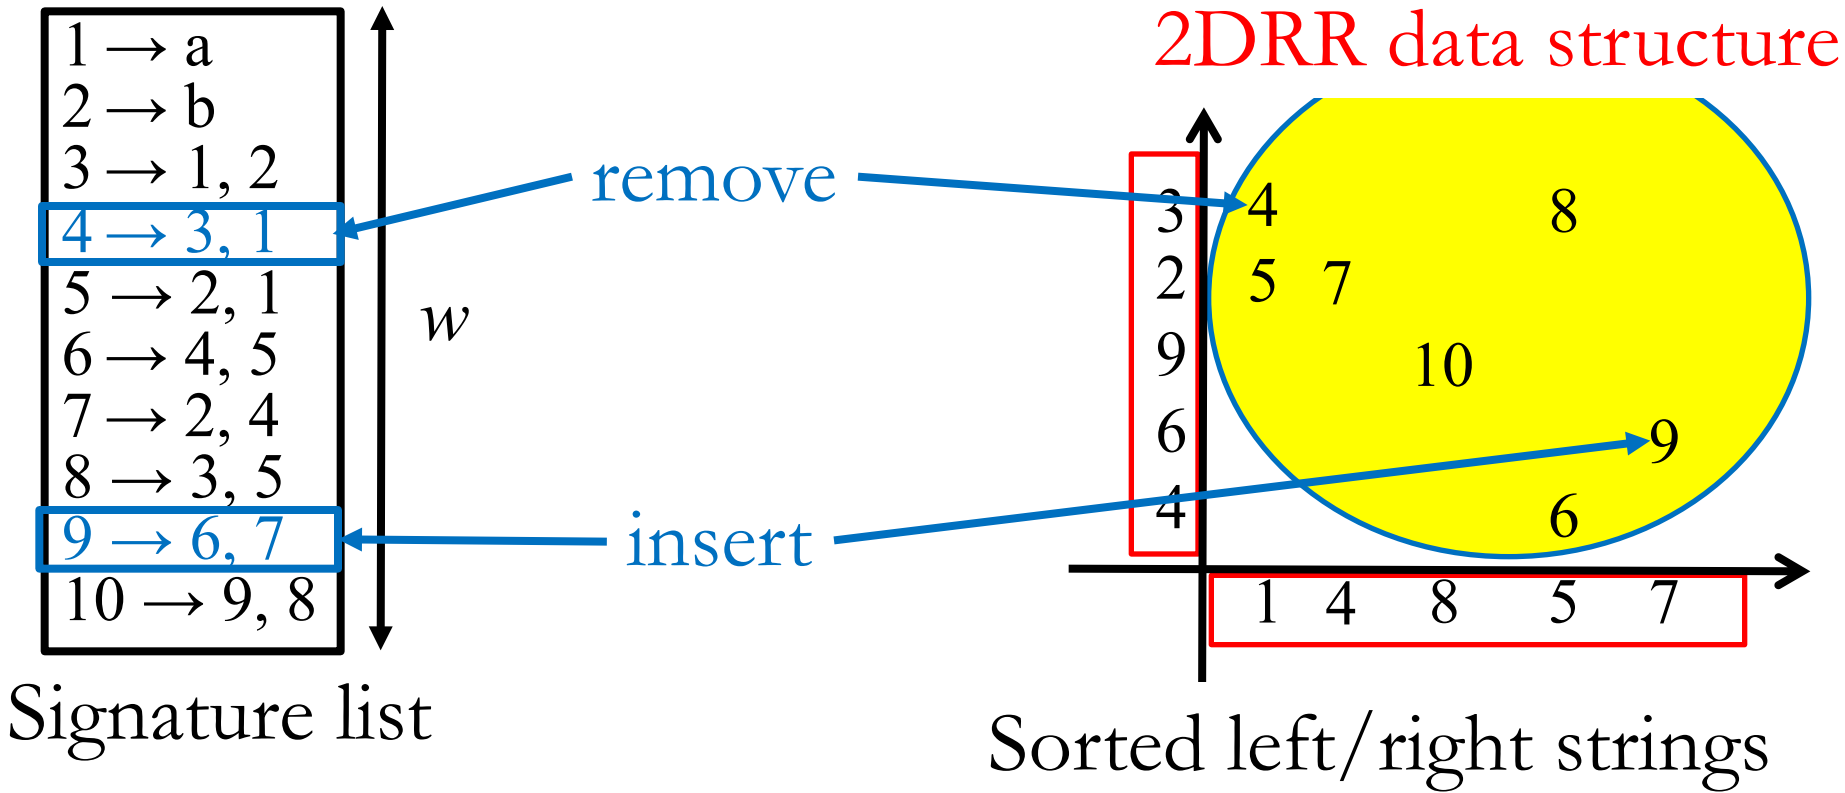 1 → a
2 → b
3 → 1, 2
4 → 3, 1
5 → 2, 1
6 → 4, 5
7 → 2, 4
8 → 3, 5
9 → 6, 7
10 → 9, 8
Signature list
w
remove
insert
2DRR data structure
3 4 8
2 5 7
9 10
6 9
4 6
1 4 8 5 7
Sorted left/right strings